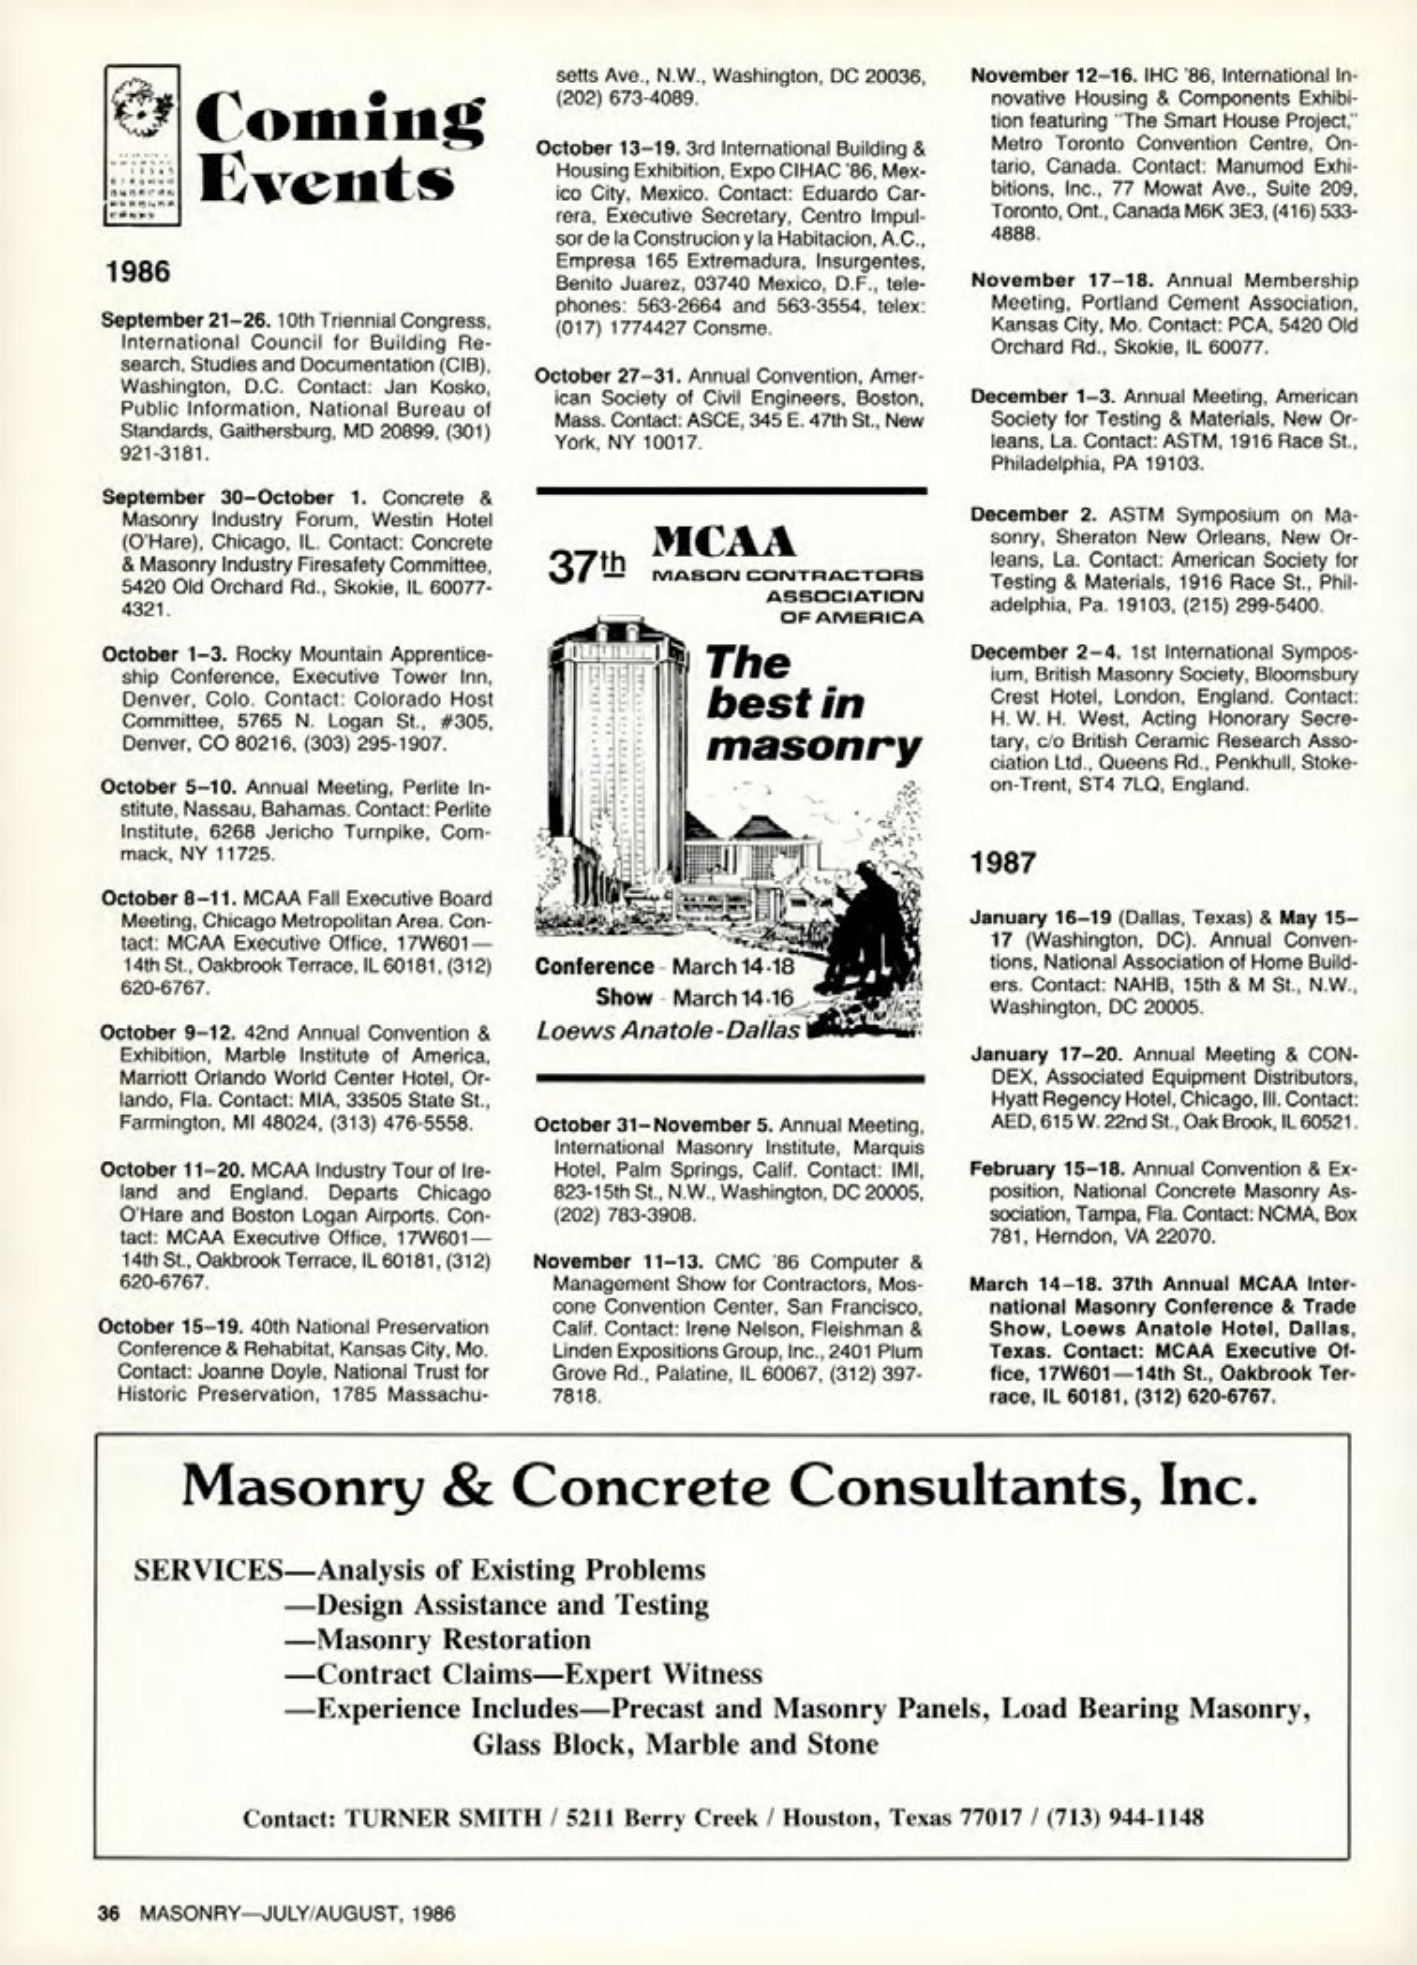 Coming
Events
1986
September 21–26. 10th Triennial Congress,
International Council for Building Re-
search, Studies and Documentation (CIB),
Washington, D.C. Contact: Jan Kosko,
Public Information, National Bureau of
Standards, Gaithersburg, MD 20899, (301)
921-3181.
September 30–October 1. Concrete &
Masonry Industry Forum, Westin Hotel
(O'Hare), Chicago, IL. Contact: Concrete
& Masonry Industry Firesafety Committee,
5420 Old Orchard Rd., Skokie, IL 60077-
4321.
October 1–3. Rocky Mountain Apprentice-
ship Conference, Executive Tower Inn,
Denver, Colo. Contact: Colorado Host
Committee, 5765 N. Logan St., #305,
Denver, CO 80216, (303) 295-1907.
October 5–10. Annual Meeting, Perlite In-
stitute, Nassau, Bahamas. Contact: Perlite
Institute, 6268 Jericho Turnpike, Com-
mack, NY 11725.
October 8–11. MCAA Fall Executive Board
Meeting, Chicago Metropolitan Area. Con-
tact: MCAA Executive Office, 17W601—
14th St., Oakbrook Terrace, IL 60181, (312)
620-6767.
October 9–12. 42nd Annual Convention &
Exhibition, Marble Institute of America,
Marriott Orlando World Center Hotel, Or-
lando, Fla. Contact: MIA, 33505 State St.,
Farmington, MI 48024, (313) 476-5558.
October 11–20. MCAA Industry Tour of Ire-
land and England. Departs Chicago
O'Hare and Boston Logan Airports. Con-
tact: MCAA Executive Office, 17W601—
14th St., Oakbrook Terrace, IL 60181, (312)
620-6767.
October 15–19. 40th National Preservation
Conference & Rehabitat, Kansas City, Mo.
Contact: Joanne Doyle, National Trust for
Historic Preservation, 1785 Massachu-
setts Ave., N.W., Washington, DC 20036,
(202) 673-4089.
October 13–19. 3rd International Building &
Housing Exhibition, Expo CIHAC '86, Mex-
ico City, Mexico. Contact: Eduardo Car-
rera, Executive Secretary, Centro Impul-
sor de la Construcion y la Habitacion, A.C.,
Empresa 165 Extremadura, Insurgentes,
Benito Juarez, 03740 Mexico, D.F., tele-
phones: 563-2664 and 563-3554, telex:
(017) 1774427 Consme.
October 27–31. Annual Convention, Amer-
ican Society of Civil Engineers, Boston,
Mass. Contact: ASCE, 345 E. 47th St., New
York, NY 10017.
37th MCAA
MASON CONTRACTORS
ASSOCIATION
OF AMERICA
The
best in
masonry
Conference - March 14-18
Show - March 14-16
Loews Anatole - Dallas
October 31–November 5. Annual Meeting,
International Masonry Institute, Marquis
Hotel, Palm Springs, Calif. Contact: IMI,
823-15th St., N.W., Washington, DC 20005,
(202) 783-3908.
November 11–13. CMC '86 Computer &
Management Show for Contractors, Mos-
cone Convention Center, San Francisco,
Calif. Contact: Irene Nelson, Fleishman &
Linden Expositions Group, Inc., 2401 Plum
Grove Rd., Palatine, IL 60067, (312) 397-
7818.
November 12–16. IHC '86, International In-
novative Housing & Components Exhibi-
tion featuring "The Smart House Project,"
Metro Toronto Convention Centre, On-
tario, Canada. Contact: Manumod Exhi-
bitions, Inc., 77 Mowat Ave., Suite 209,
Toronto, Ont., Canada M6K 3E3, (416) 533-
4888.
November 17–18. Annual Membership
Meeting, Portland Cement Association,
Kansas City, Mo. Contact: PCA, 5420 Old
Orchard Rd., Skokie, IL 60077.
December 1–3. Annual Meeting, American
Society for Testing & Materials, New Or-
leans, La. Contact: ASTM, 1916 Race St.,
Philadelphia, PA 19103.
December 2. ASTM Symposium on Ma-
sonry, Sheraton New Orleans, New Or-
leans, La. Contact: American Society for
Testing & Materials, 1916 Race St., Phil-
adelphia, Pa. 19103, (215) 299-5400.
December 2–4. 1st International Sympos-
ium, British Masonry Society, Bloomsbury
Crest Hotel, London, England. Contact:
H. W. H. West, Acting Honorary Secre-
tary, c/o British Ceramic Research Asso-
ciation Ltd., Queens Rd., Penkhull, Stoke-
on-Trent, ST4 7LQ, England.
1987
January 16–19 (Dallas, Texas) & May 15–
17 (Washington, DC). Annual Conven-
tions, National Association of Home Build-
ers. Contact: NAHB, 15th & M St., N.W.,
Washington, DC 20005.
January 17–20. Annual Meeting & CON-
DEX, Associated Equipment Distributors,
Hyatt Regency Hotel, Chicago, Ill. Contact:
AED, 615 W. 22nd St., Oak Brook, IL 60521.
February 15–18. Annual Convention & Ex-
position, National Concrete Masonry As-
sociation, Tampa, Fla. Contact: NCMA, Box
781, Herndon, VA 22070.
March 14–18. 37th Annual MCAA Inter-
national Masonry Conference & Trade
Show, Loews Anatole Hotel, Dallas,
Texas. Contact: MCAA Executive Of-
fice, 17W601—14th St., Oakbrook Ter-
race, IL 60181, (312) 620-6767.
Masonry & Concrete Consultants, Inc.
SERVICES—Analysis of Existing Problems
—Design Assistance and Testing
—Masonry Restoration
—Contract Claims—Expert Witness
—Experience Includes—Precast and Masonry Panels, Load Bearing Masonry,
Glass Block, Marble and Stone
Contact: TURNER SMITH / 5211 Berry Creek / Houston, Texas 77017 / (713) 944-1148
36 MASONRY—JULY/AUGUST, 1986